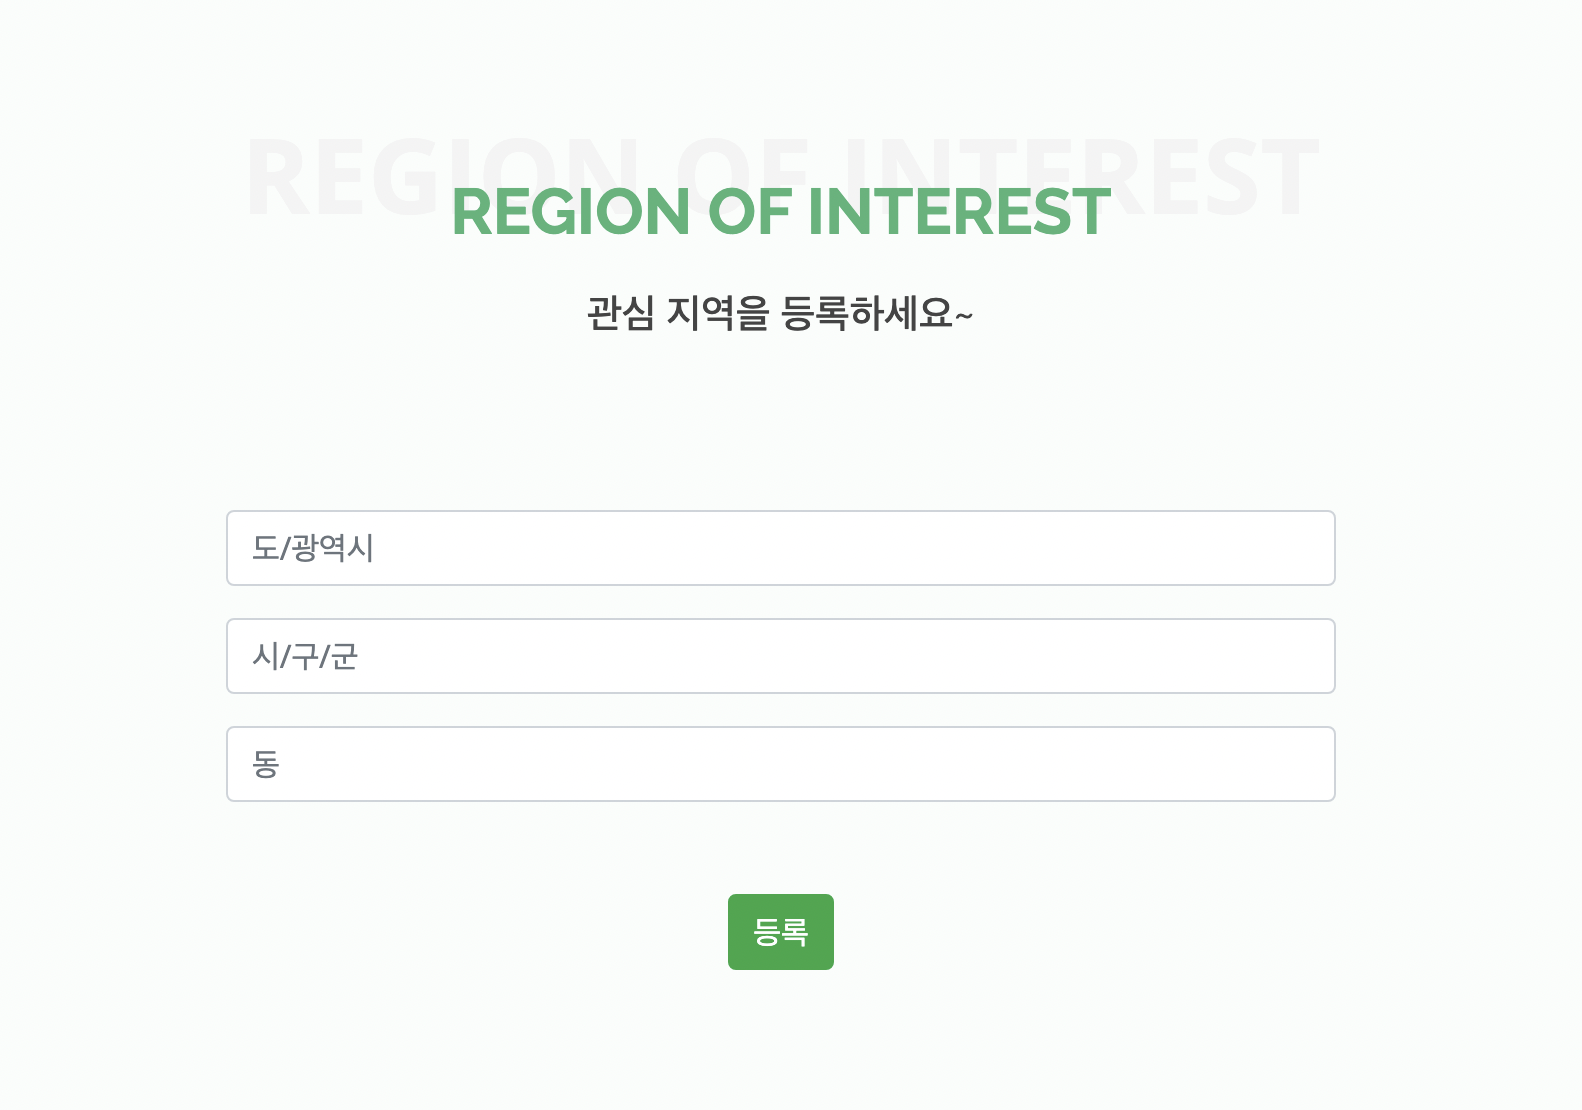 REGION OF INTEREST
REGION OF INTEREST
관심 지역을 등록하세요~
도/광역시
시/구/군
동
등록